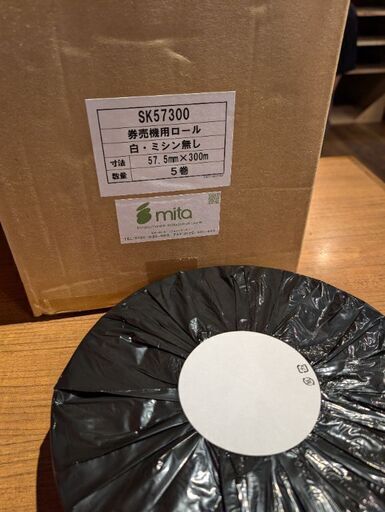 SK57300
券売機用ロール
白・ミシン無し
寸法 57.5mm×300m
数量 5巻
mita